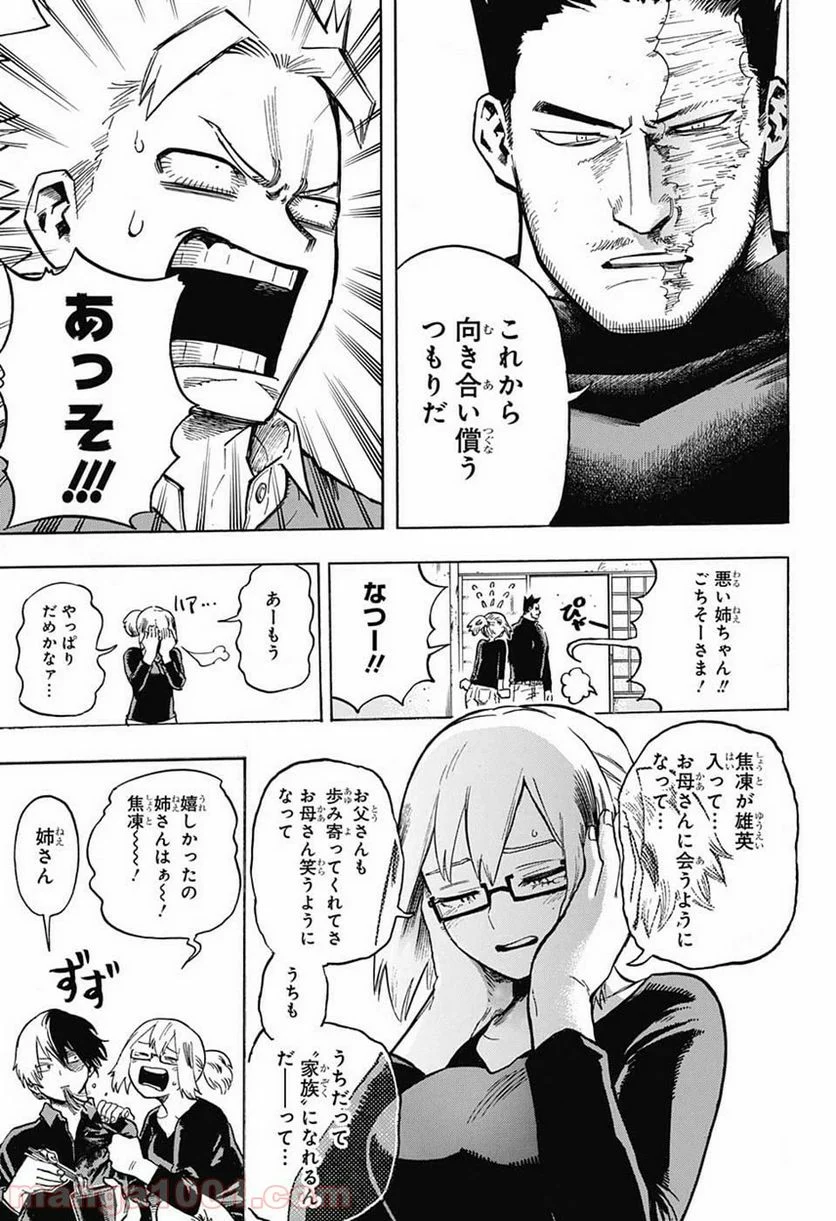 これから
向き合い償う
つもりだ
あっそ!!!
悪い姉ちゃん!!
ごちそーさま!
ぴゃー
なつー!!
あーもう
ハア…
やっぱり
だめかなァ…
焦凍が雄英
入って…
お母さんに会うように
なって…
お父さんも
歩み寄ってくれてさ
お母さん笑うように
なって
うちも
うちだって
〝家族〟になれるん
だ――って…
嬉しかったの
姉さんはぁ〜!
焦凍〜〜〜!
姉さん
ずず
manga1001.com